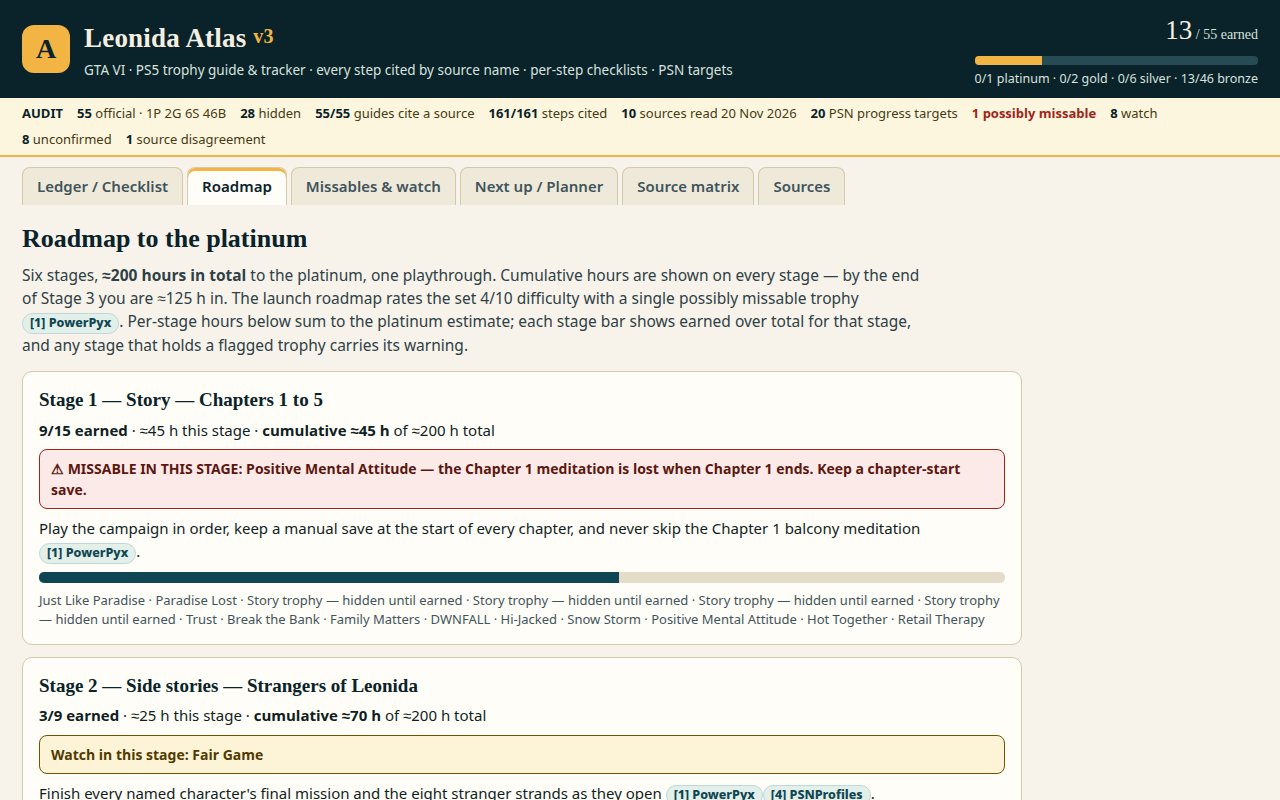 A
Leonida Atlas v3
GTA VI · PS5 trophy guide & tracker · every step cited by source name · per-step checklists · PSN targets
13 / 55 earned
0/1 platinum · 0/2 gold · 0/6 silver · 13/46 bronze
AUDIT 55 official · 1P 2G 6S 46B 28 hidden 55/55 guides cite a source 161/161 steps cited 10 sources read 20 Nov 2026 20 PSN progress targets 1 possibly missable 8 watch
8 unconfirmed 1 source disagreement
Ledger / Checklist Roadmap Missables & watch Next up / Planner Source matrix Sources
Roadmap to the platinum
Six stages, ≈200 hours in total to the platinum, one playthrough. Cumulative hours are shown on every stage — by the end
of Stage 3 you are ≈125 h in. The launch roadmap rates the set 4/10 difficulty with a single possibly missable trophy
[1] PowerPyx . Per-stage hours below sum to the platinum estimate; each stage bar shows earned over total for that stage,
and any stage that holds a flagged trophy carries its warning.
Stage 1 — Story — Chapters 1 to 5
9/15 earned · ≈45 h this stage · cumulative ≈45 h of ≈200 h total
⚠ MISSABLE IN THIS STAGE: Positive Mental Attitude — the Chapter 1 meditation is lost when Chapter 1 ends. Keep a chapter-start
save.
Play the campaign in order, keep a manual save at the start of every chapter, and never skip the Chapter 1 balcony meditation
[1] PowerPyx .
Just Like Paradise · Paradise Lost · Story trophy — hidden until earned · Story trophy — hidden until earned · Story trophy — hidden until earned · Story trophy
— hidden until earned · Trust · Break the Bank · Family Matters · DWNFALL · Hi-Jacked · Snow Storm · Positive Mental Attitude · Hot Together · Retail Therapy
Stage 2 — Side stories — Strangers of Leonida
3/9 earned · ≈25 h this stage · cumulative ≈70 h of ≈200 h total
Watch in this stage: Fair Game
Finish every named character's final mission and the eight stranger strands as they open [1] PowerPyx [4] PSNProfiles .